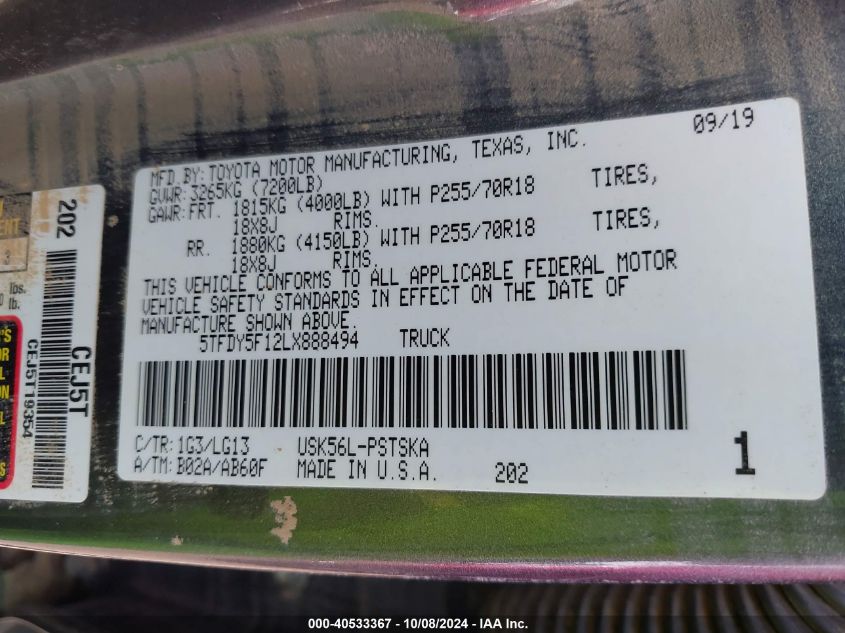 09/19
MFD.BY:TOYOTA MOTOR MANUFACTURING, TEXAS, INC.
GVWR:3265KG (7200LB)
GAWR:FRT. 1815KG (4000LB) WITH P255/70R18 TIRES,
18X8J RIMS.
RR. 1880KG (4150LB) WITH P255/70R18 TIRES,
18X8J RIMS.
THIS VEHICLE CONFORMS TO ALL APPLICABLE FEDERAL MOTOR
VEHICLE SAFETY STANDARDS IN EFFECT ON THE DATE OF
MANUFACTURE SHOWN ABOVE.
5TFDY5F12LX888494 TRUCK
C/TR: 1G3/LG13 USK56L-PSTSKA
A/TM: B02A/AB60F MADE IN U.S.A. 202
1
202
CEJ5T
CEJ5T19354
3
lbs.
lb.
000-40533367 - 10/08/2024 - IAA Inc.